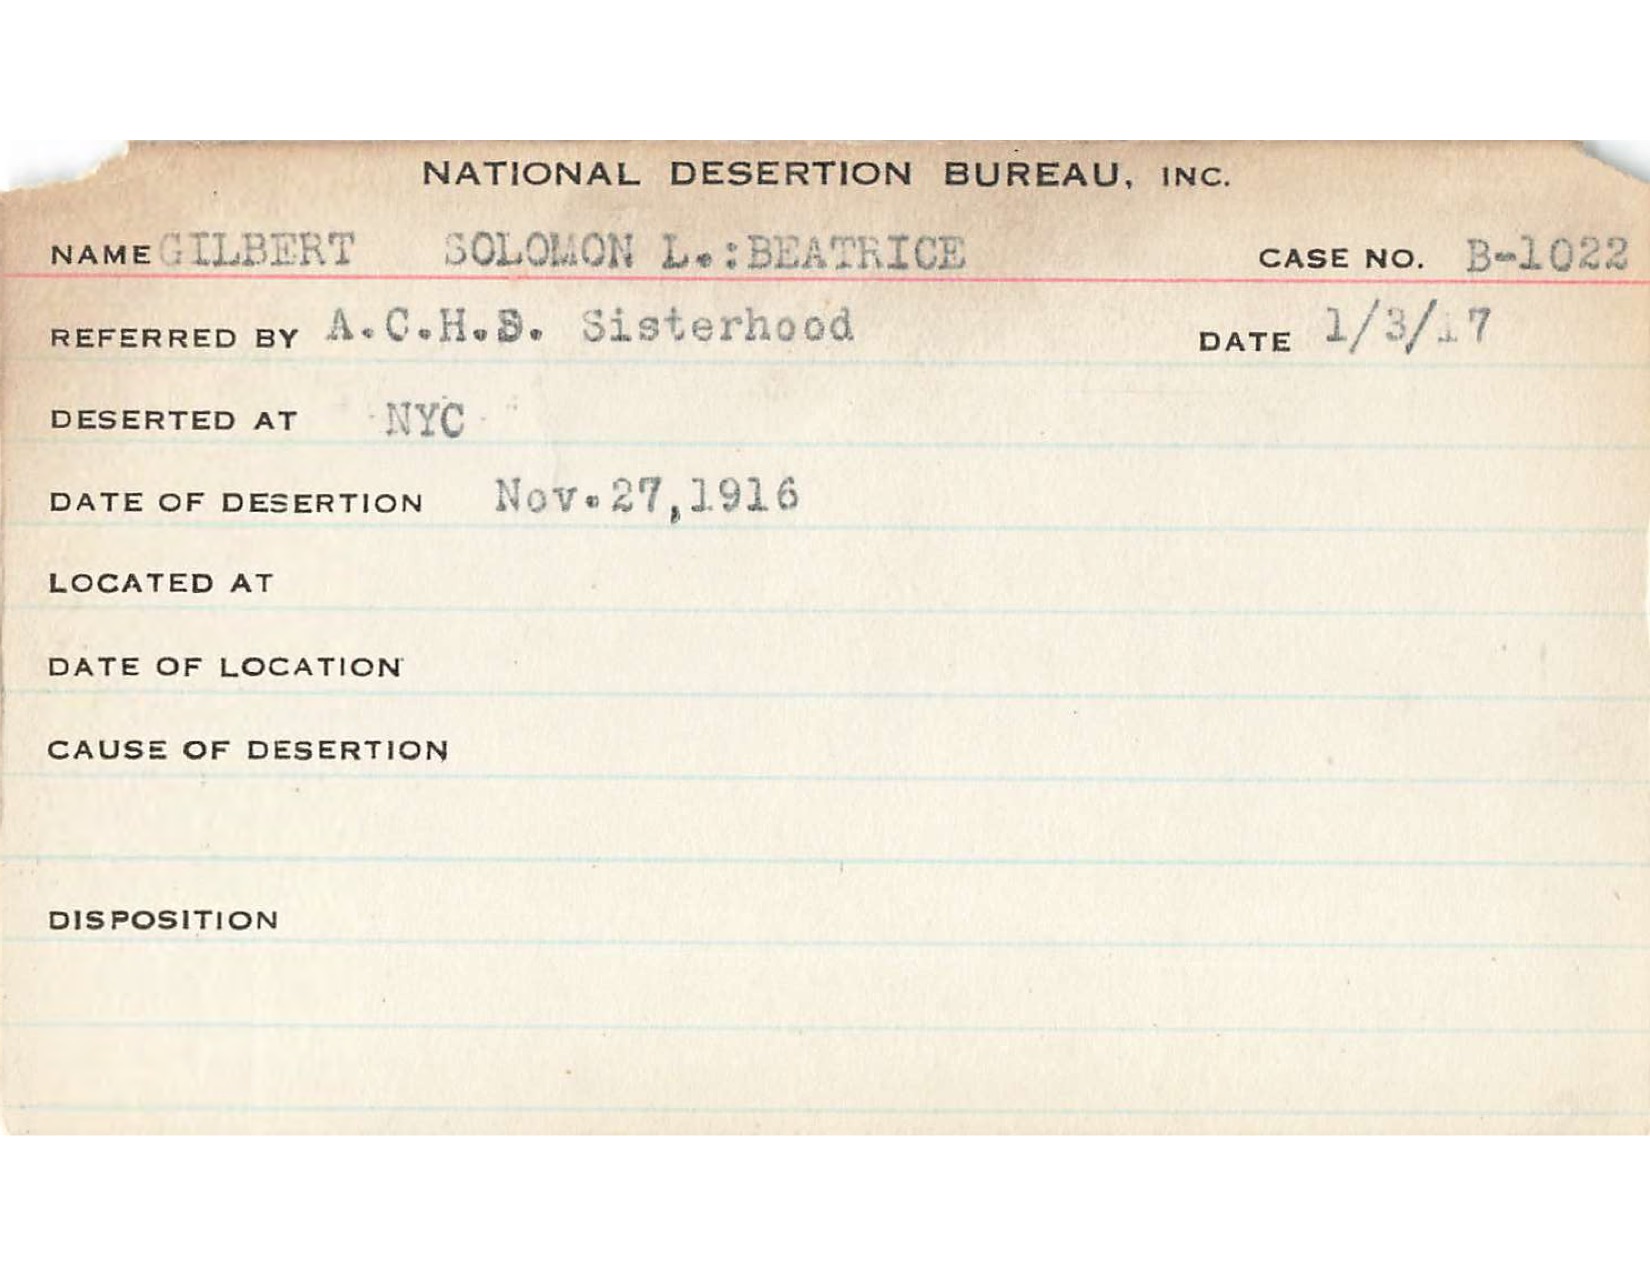 NATIONAL DESERTION BUREAU, INC.
NAME GILBERT SOLOMON L.:BEATRICE CASE NO. B-1022
REFERRED BY A.C.H.S. Sisterhood DATE 1/3/17
DESERTED AT NYC
DATE OF DESERTION Nov.27,1916
LOCATED AT
DATE OF LOCATION
CAUSE OF DESERTION
DISPOSITION